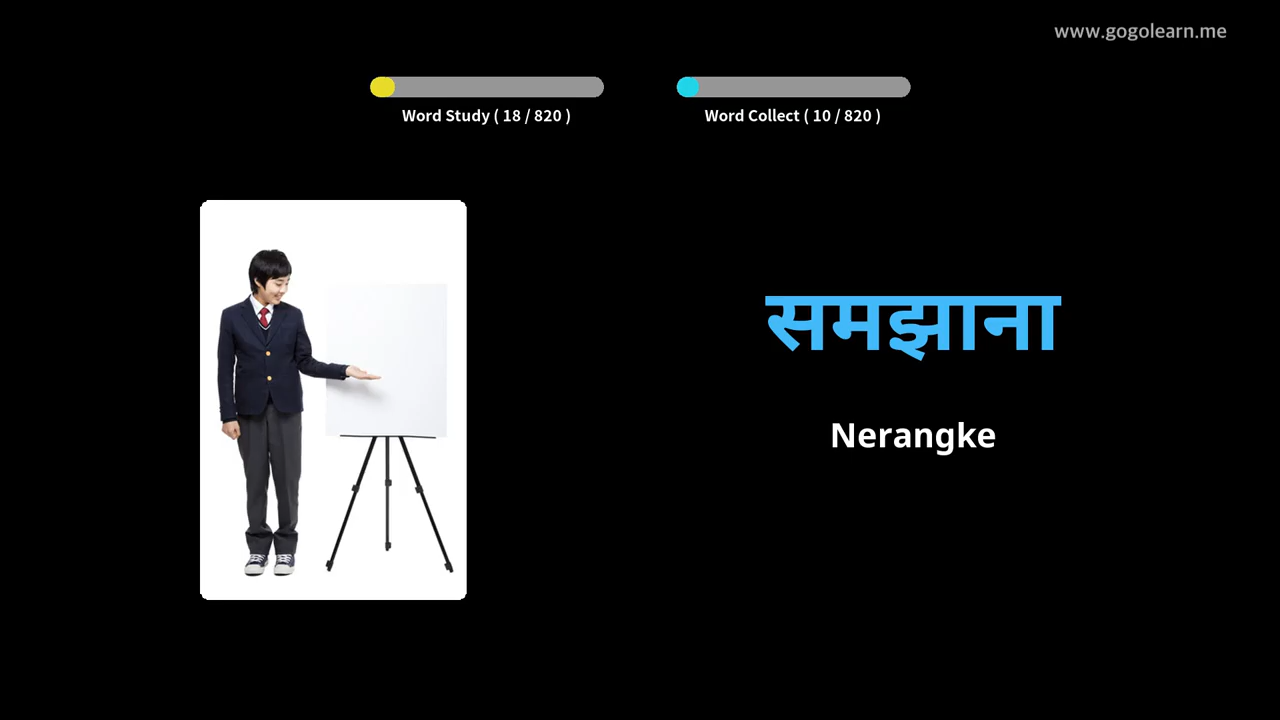 www.gogolearn.me
Word Study ( 18 / 820 )
Word Collect ( 10 / 820 )
समझाना
Nerangke